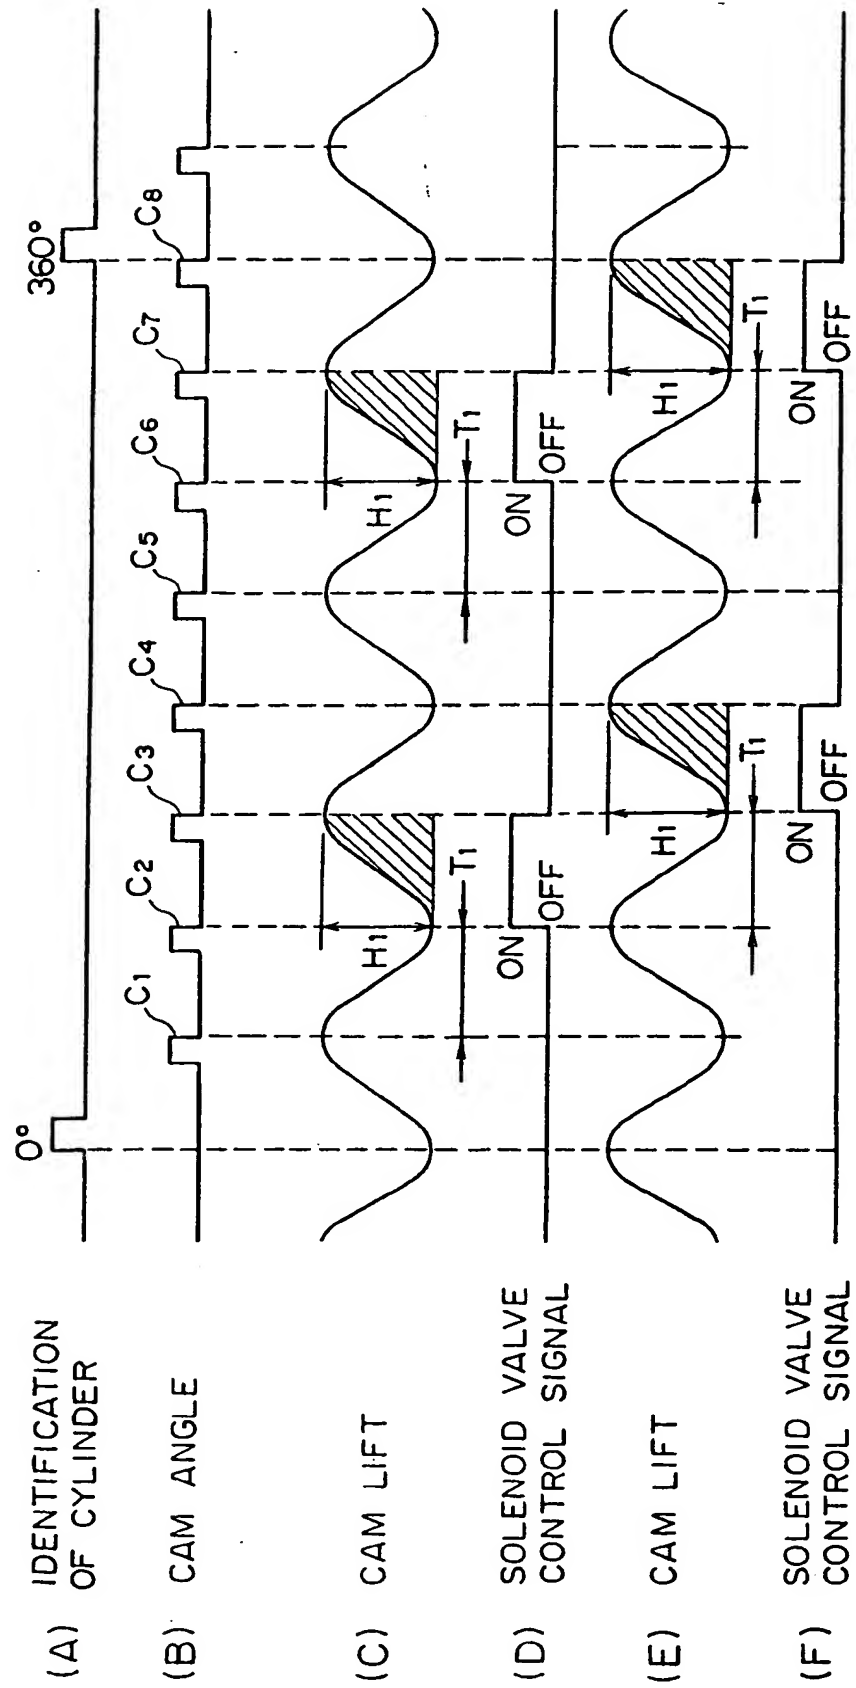 0°
360°
(A) IDENTIFICATION
OF CYLINDER
C1 C2 C3 C4 C5 C6 C7 C8
(B) CAM ANGLE
(C) CAM LIFT
H1
T1
H1
T1
(D) SOLENOID VALVE
CONTROL SIGNAL
ON
OFF
ON
OFF
(E) CAM LIFT
H1
T1
H1
T1
(F) SOLENOID VALVE
CONTROL SIGNAL
ON
OFF
ON
OFF